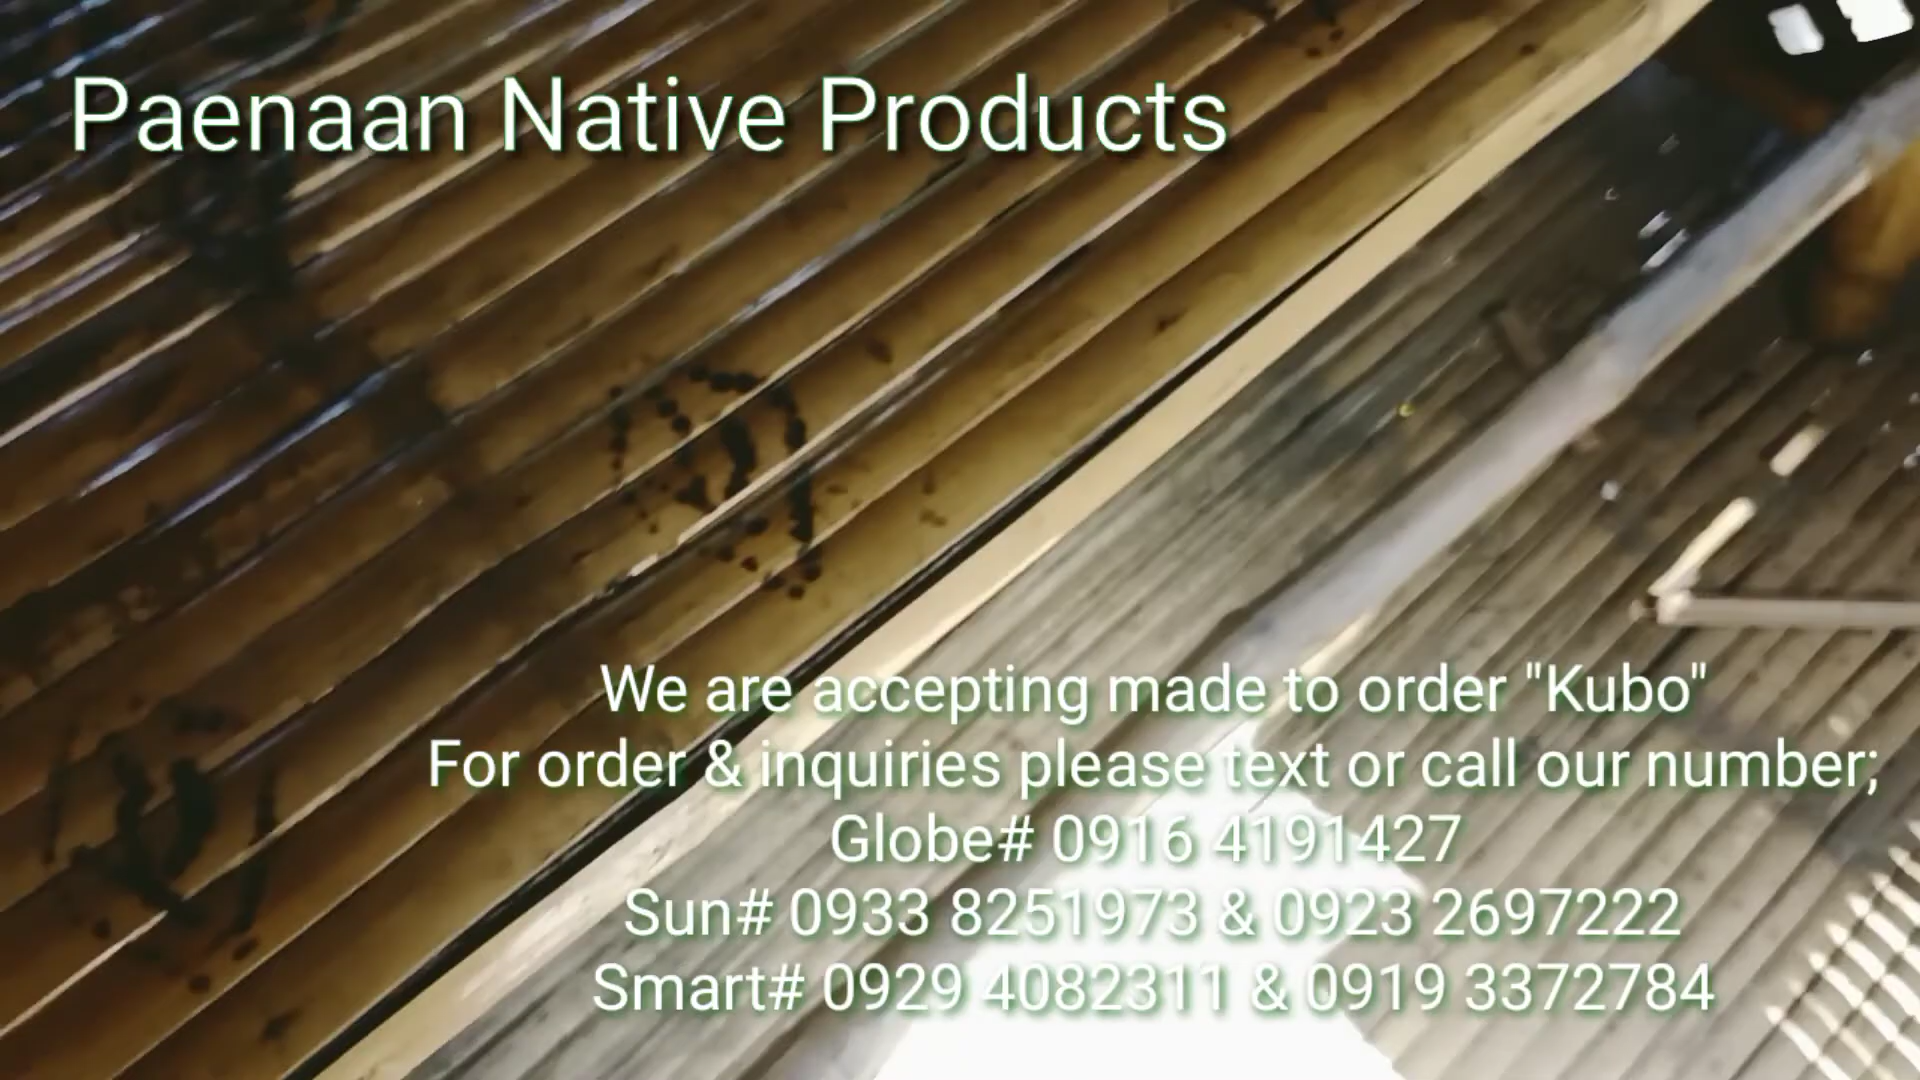 Paenaan Native Products
We are accepting made to order "Kubo"
For order & inquiries please text or call our number;
Globe# 0916 4191427
Sun# 0933 8251973 & 0923 2697222
Smart# 0929 4082311 & 0919 3372784